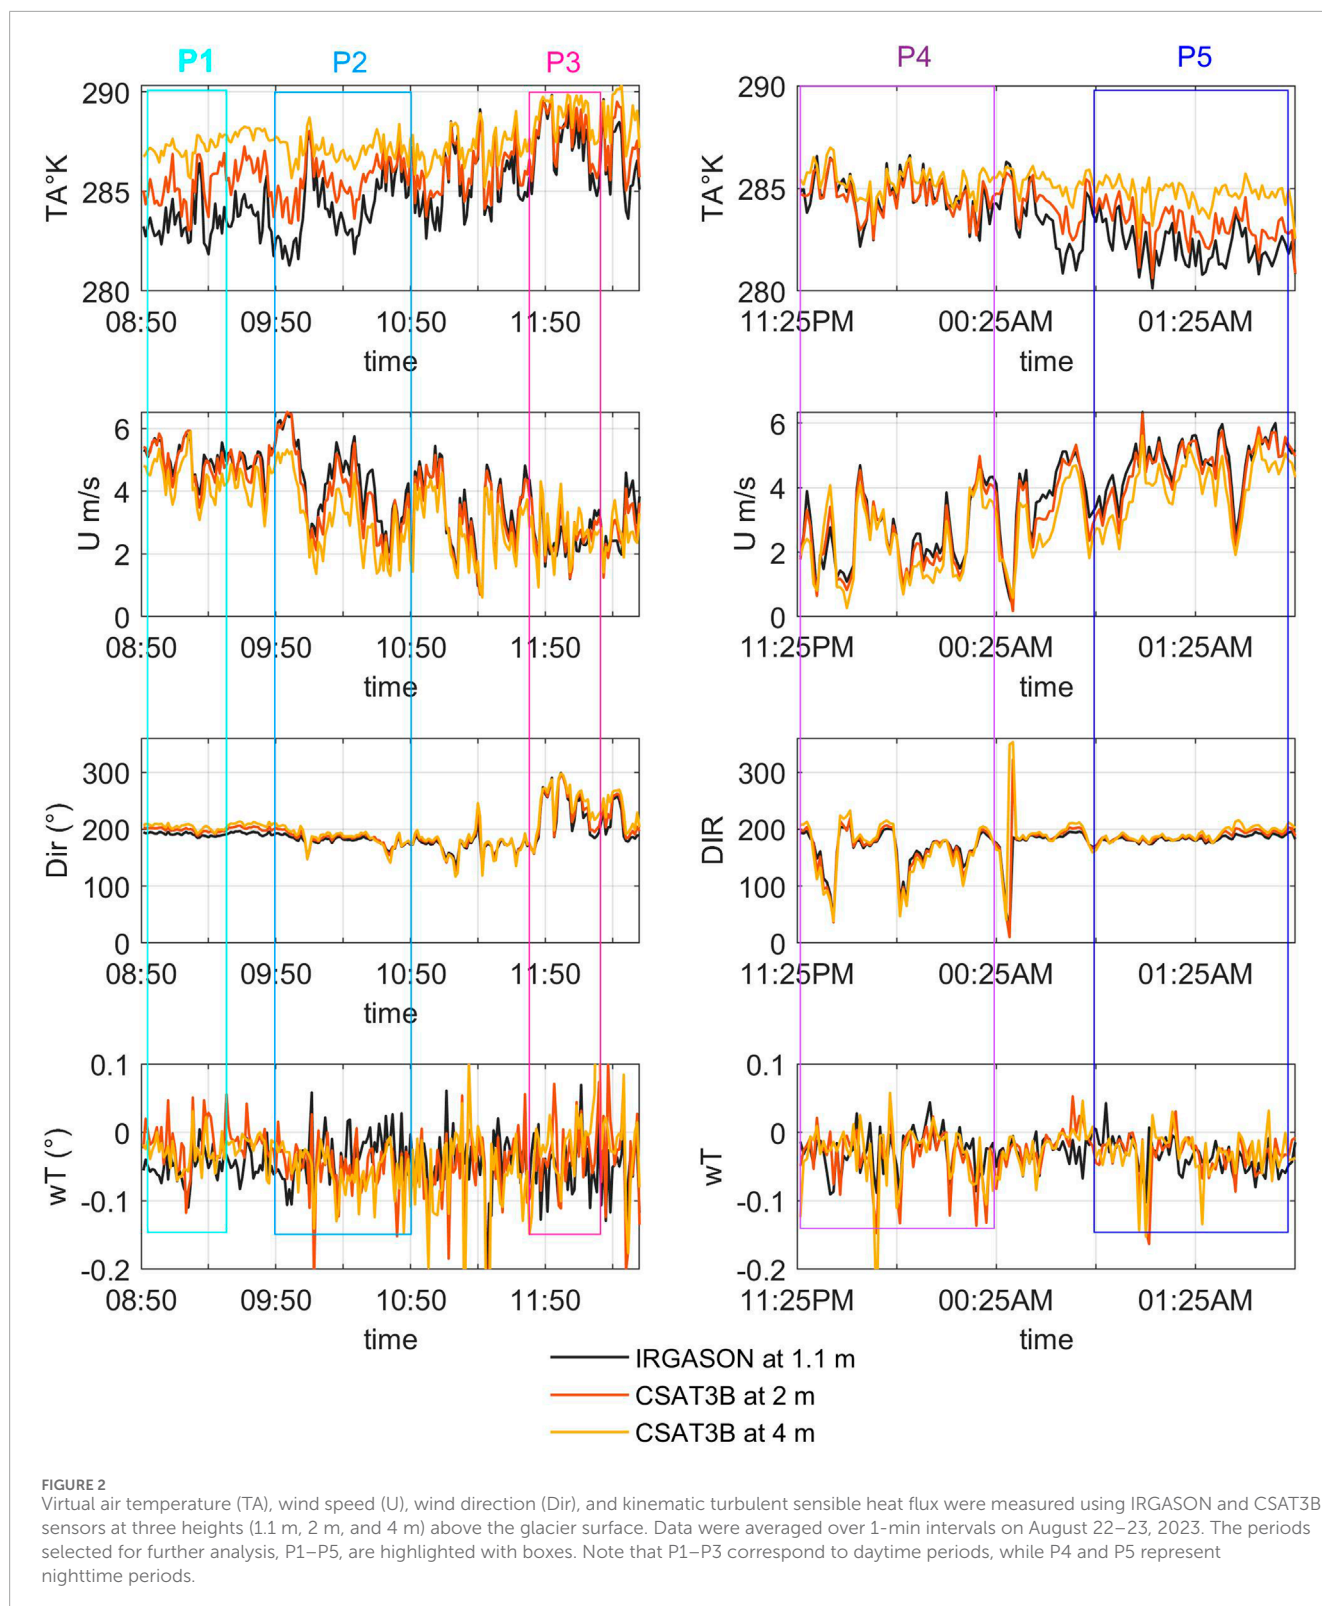 P1 P2 P3
P4 P5
290
285
280
TA°K
08:50 09:50 10:50 11:50
time
290
285
280
TA°K
11:25PM 00:25AM 01:25AM
time
6
4
2
0
U m/s
08:50 09:50 10:50 11:50
time
6
4
2
0
U m/s
11:25PM 00:25AM 01:25AM
time
300
200
100
0
Dir (°)
08:50 09:50 10:50 11:50
time
300
200
100
0
DIR
11:25PM 00:25AM 01:25AM
time
0.1
0
-0.1
-0.2
wT (°)
08:50 09:50 10:50 11:50
time
0.1
0
-0.1
-0.2
wT
11:25PM 00:25AM 01:25AM
time
IRGASON at 1.1 m
CSAT3B at 2 m
CSAT3B at 4 m
FIGURE 2
Virtual air temperature (TA), wind speed (U), wind direction (Dir), and kinematic turbulent sensible heat flux were measured using IRGASON and CSAT3B
sensors at three heights (1.1 m, 2 m, and 4 m) above the glacier surface. Data were averaged over 1-min intervals on August 22–23, 2023. The periods
selected for further analysis, P1–P5, are highlighted with boxes. Note that P1–P3 correspond to daytime periods, while P4 and P5 represent
nighttime periods.